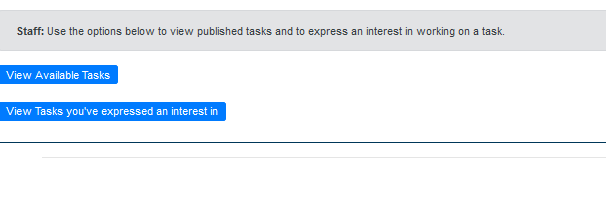 Staff: Use the options below to view published tasks and to express an interest in working on a task.
View Available Tasks
View Tasks you've expressed an interest in